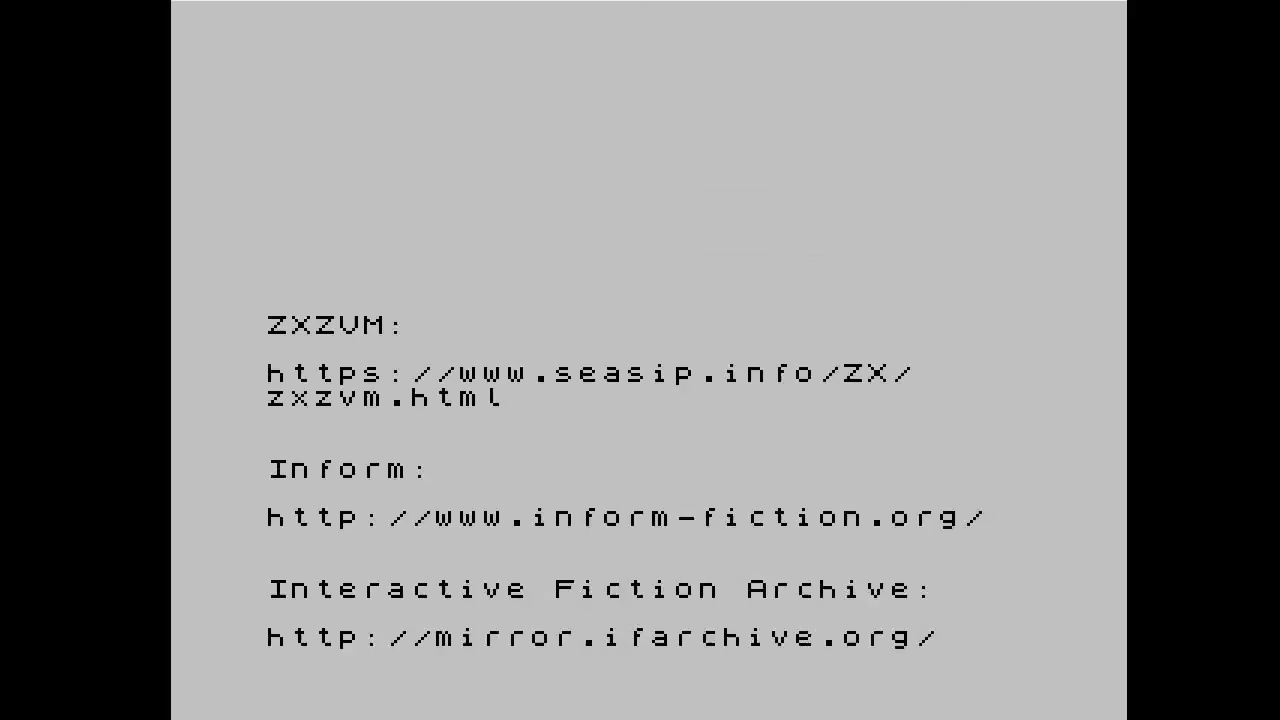 ZXZVM:
https://www.seasip.info/ZX/
zxzvm.html
Inform:
http://www.inform-fiction.org/
Interactive Fiction Archive:
http://mirror.ifarchive.org/